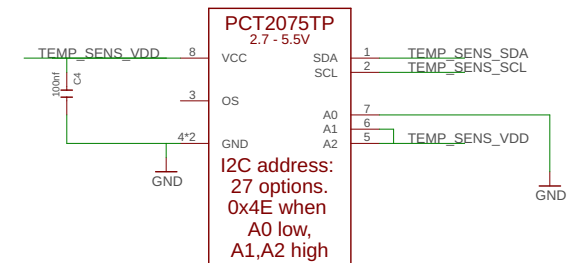 PCT2075TP
2.7 - 5.5V
TEMP_SENS_VDD 8 VCC SDA 1 TEMP_SENS_SDA
SCL 2 TEMP_SENS_SCL
100nf C4
3 OS
A0 7
A1 6
4*2 GND A2 5 TEMP_SENS_VDD
GND
GND
I2C address:
27 options.
0x4E when
A0 low,
A1,A2 high